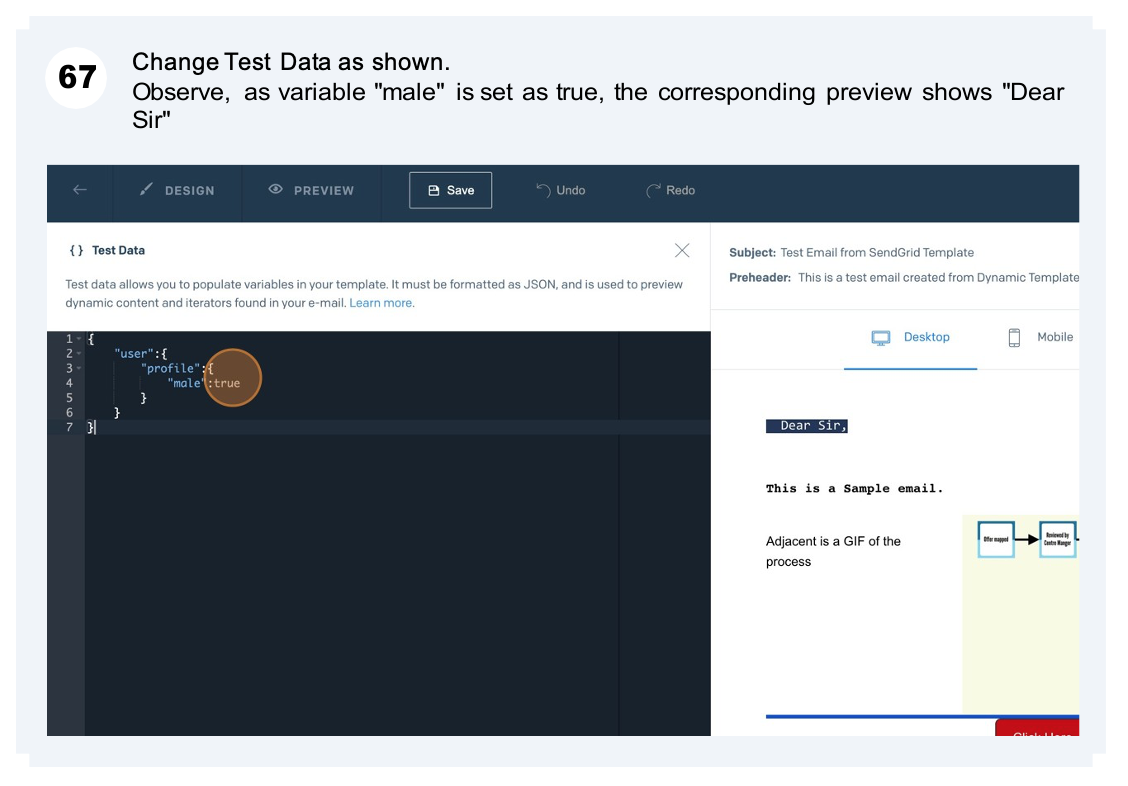 67
Change Test Data as shown.
Observe, as variable "male" is set as true, the corresponding preview shows "Dear
Sir"
DESIGN
PREVIEW
Save
Undo
Redo
{ } Test Data
Test data allows you to populate variables in your template. It must be formatted as JSON, and is used to preview
dynamic content and iterators found in your e-mail. Learn more.
1 {
2 "user":{
3 "profile":{
4 "male":true
5 }
6 }
7 }
Subject: Test Email from SendGrid Template
Preheader: This is a test email created from Dynamic Template
Desktop
Mobile
Dear Sir,
This is a Sample email.
Adjacent is a GIF of the
process
Offer mapped
Reviewed by
Centre Manger
Click Here